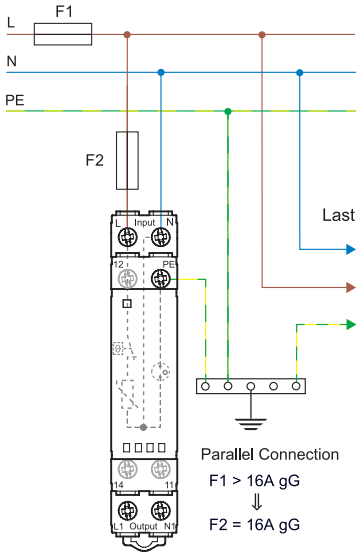 F1
L
N
PE
F2
Last
L Input N
12 PE
14 11
L1 Output N1
Parallel Connection
F1 > 16A gG
⇓
F2 = 16A gG